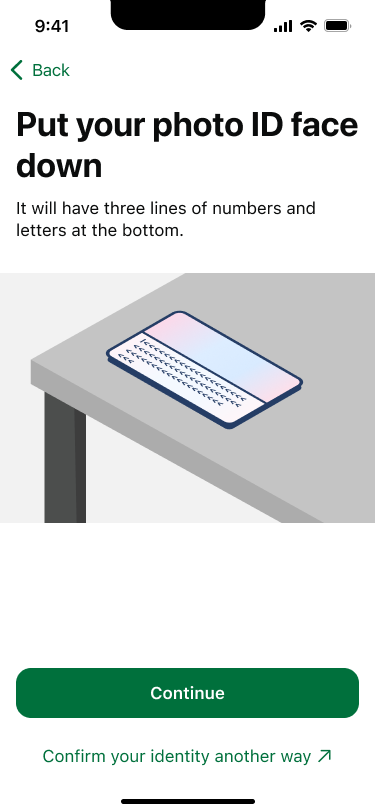 9:41
Back
Put your photo ID face
down
It will have three lines of numbers and
letters at the bottom.
Continue
Confirm your identity another way